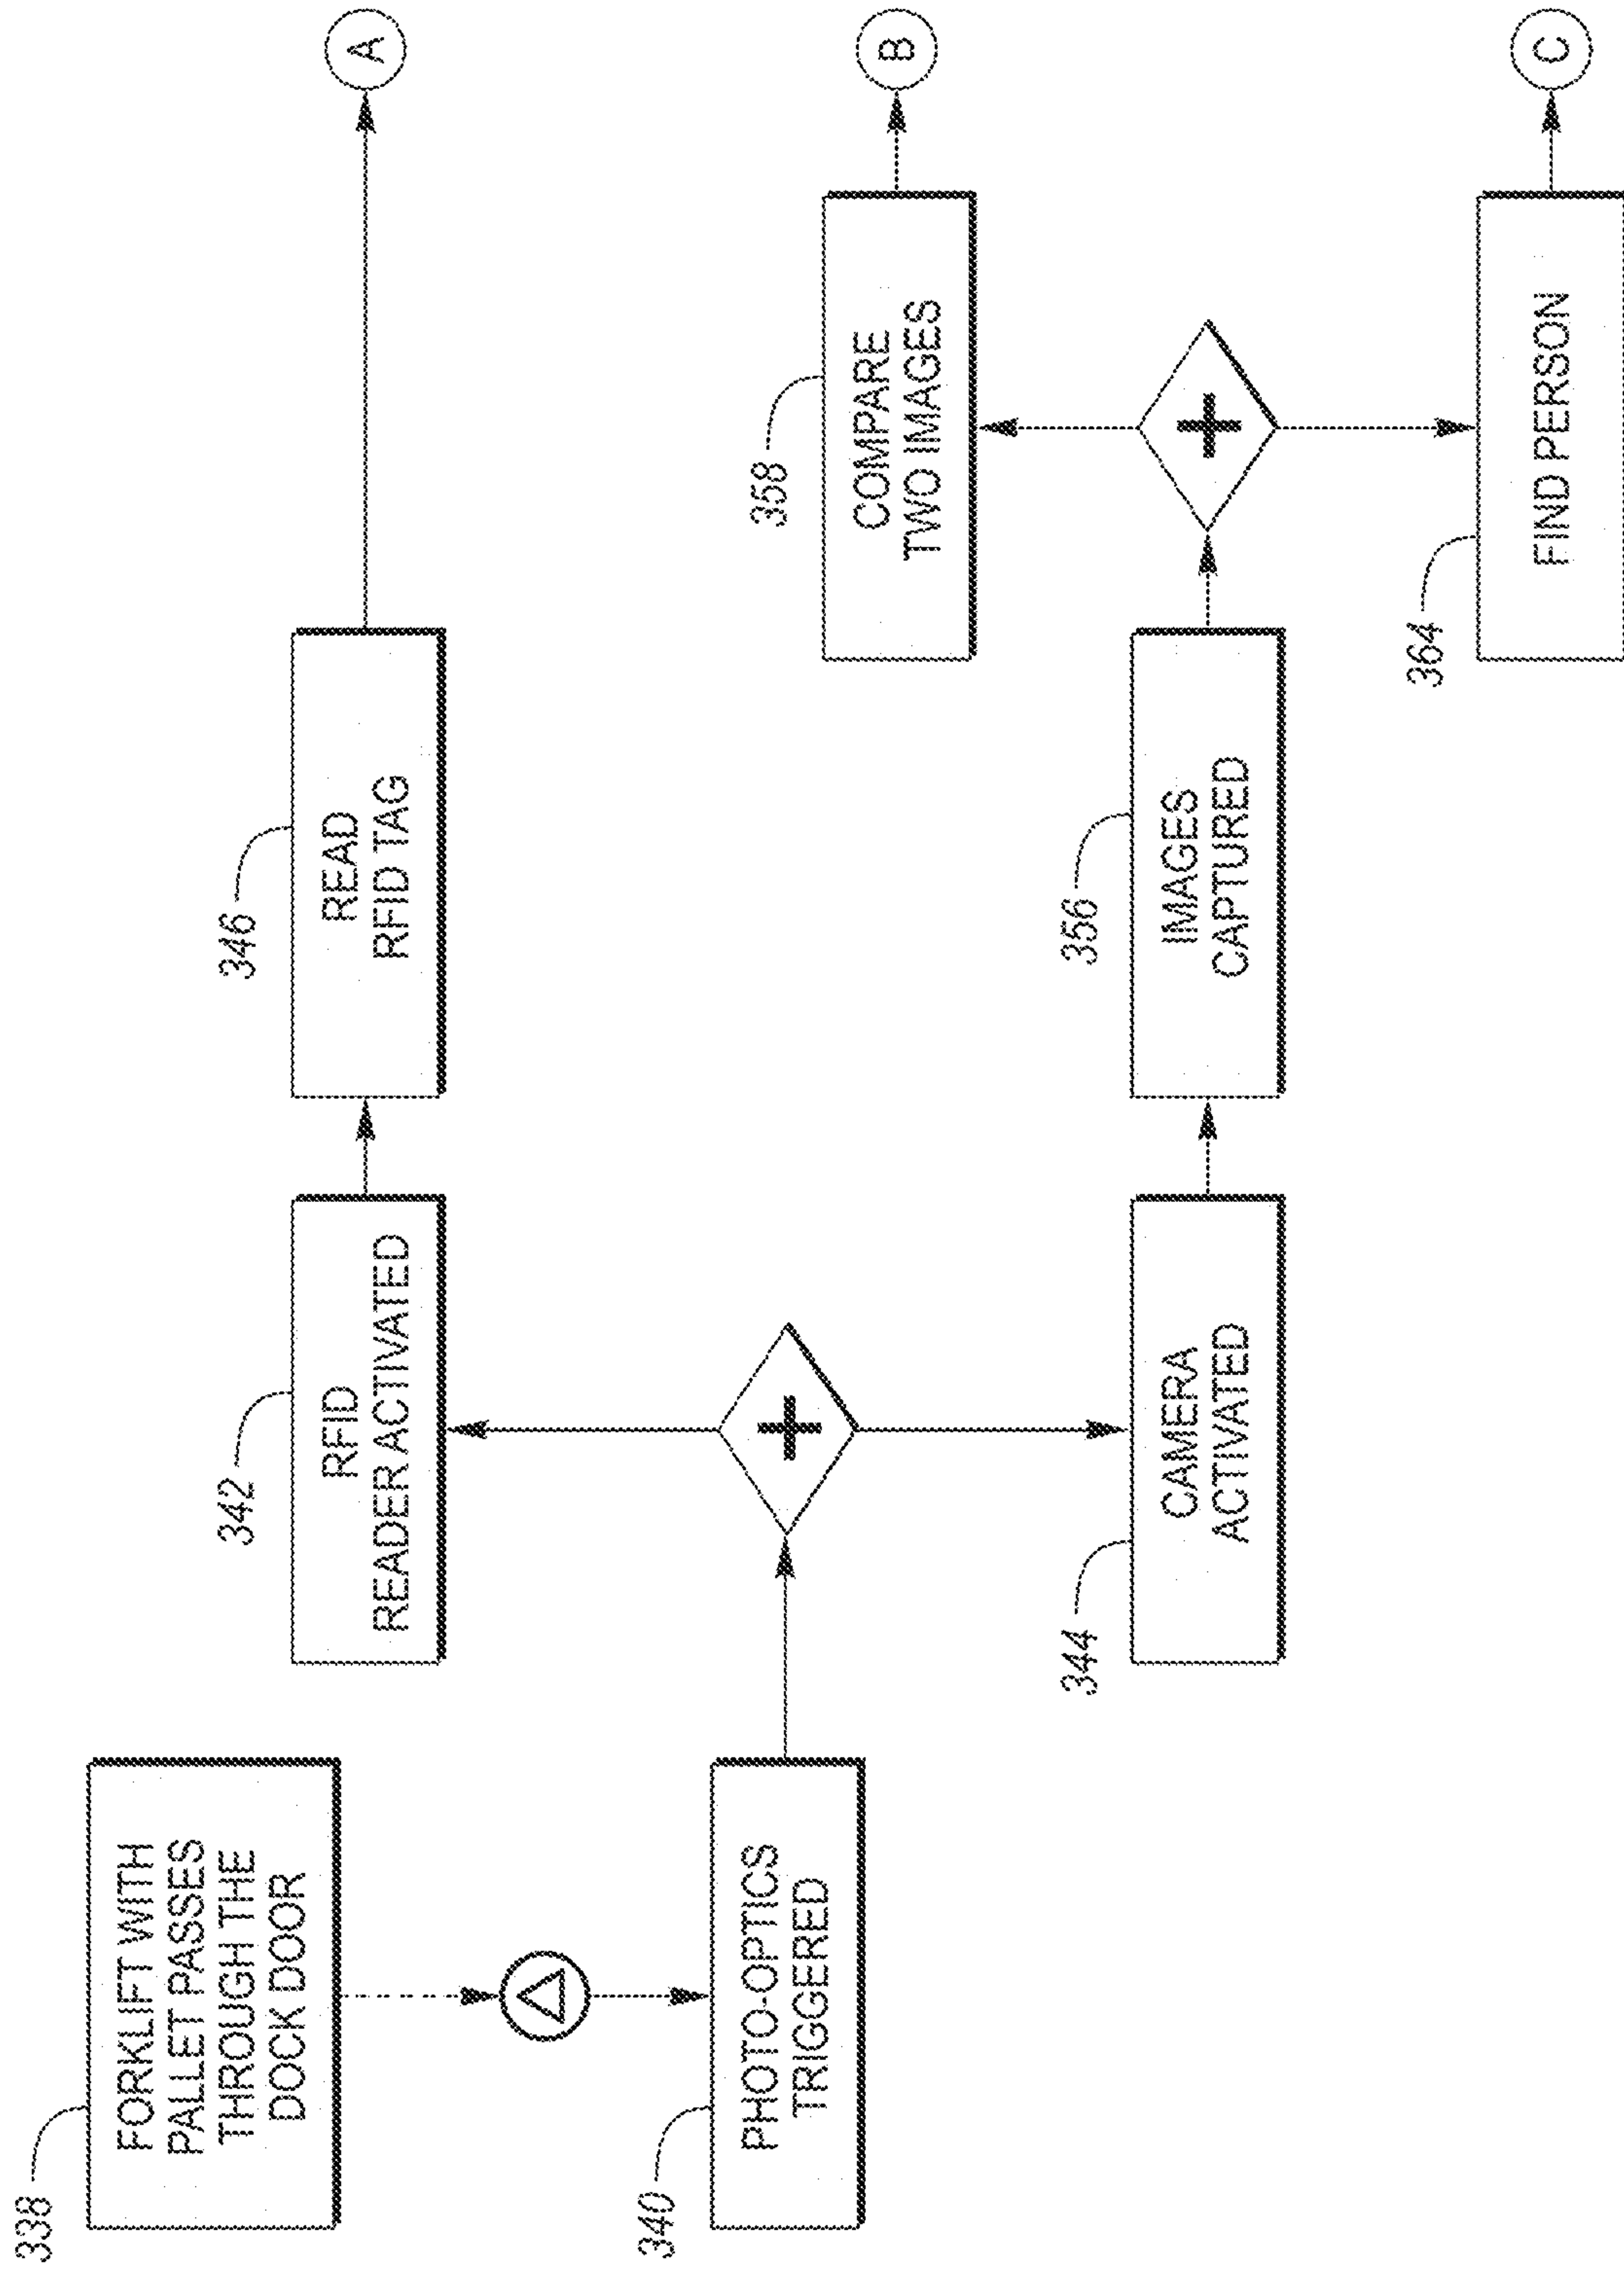 338
FORKLIFT WITH
PALLET PASSES
THROUGH THE
DOCK DOOR
340
PHOTO-OPTICS
TRIGGERED
342
RFID
READER ACTIVATED
344
CAMERA
ACTIVATED
346
READ
RFID TAG
356
IMAGES
CAPTURED
358
COMPARE
TWO IMAGES
364
FIND PERSON
A
B
C